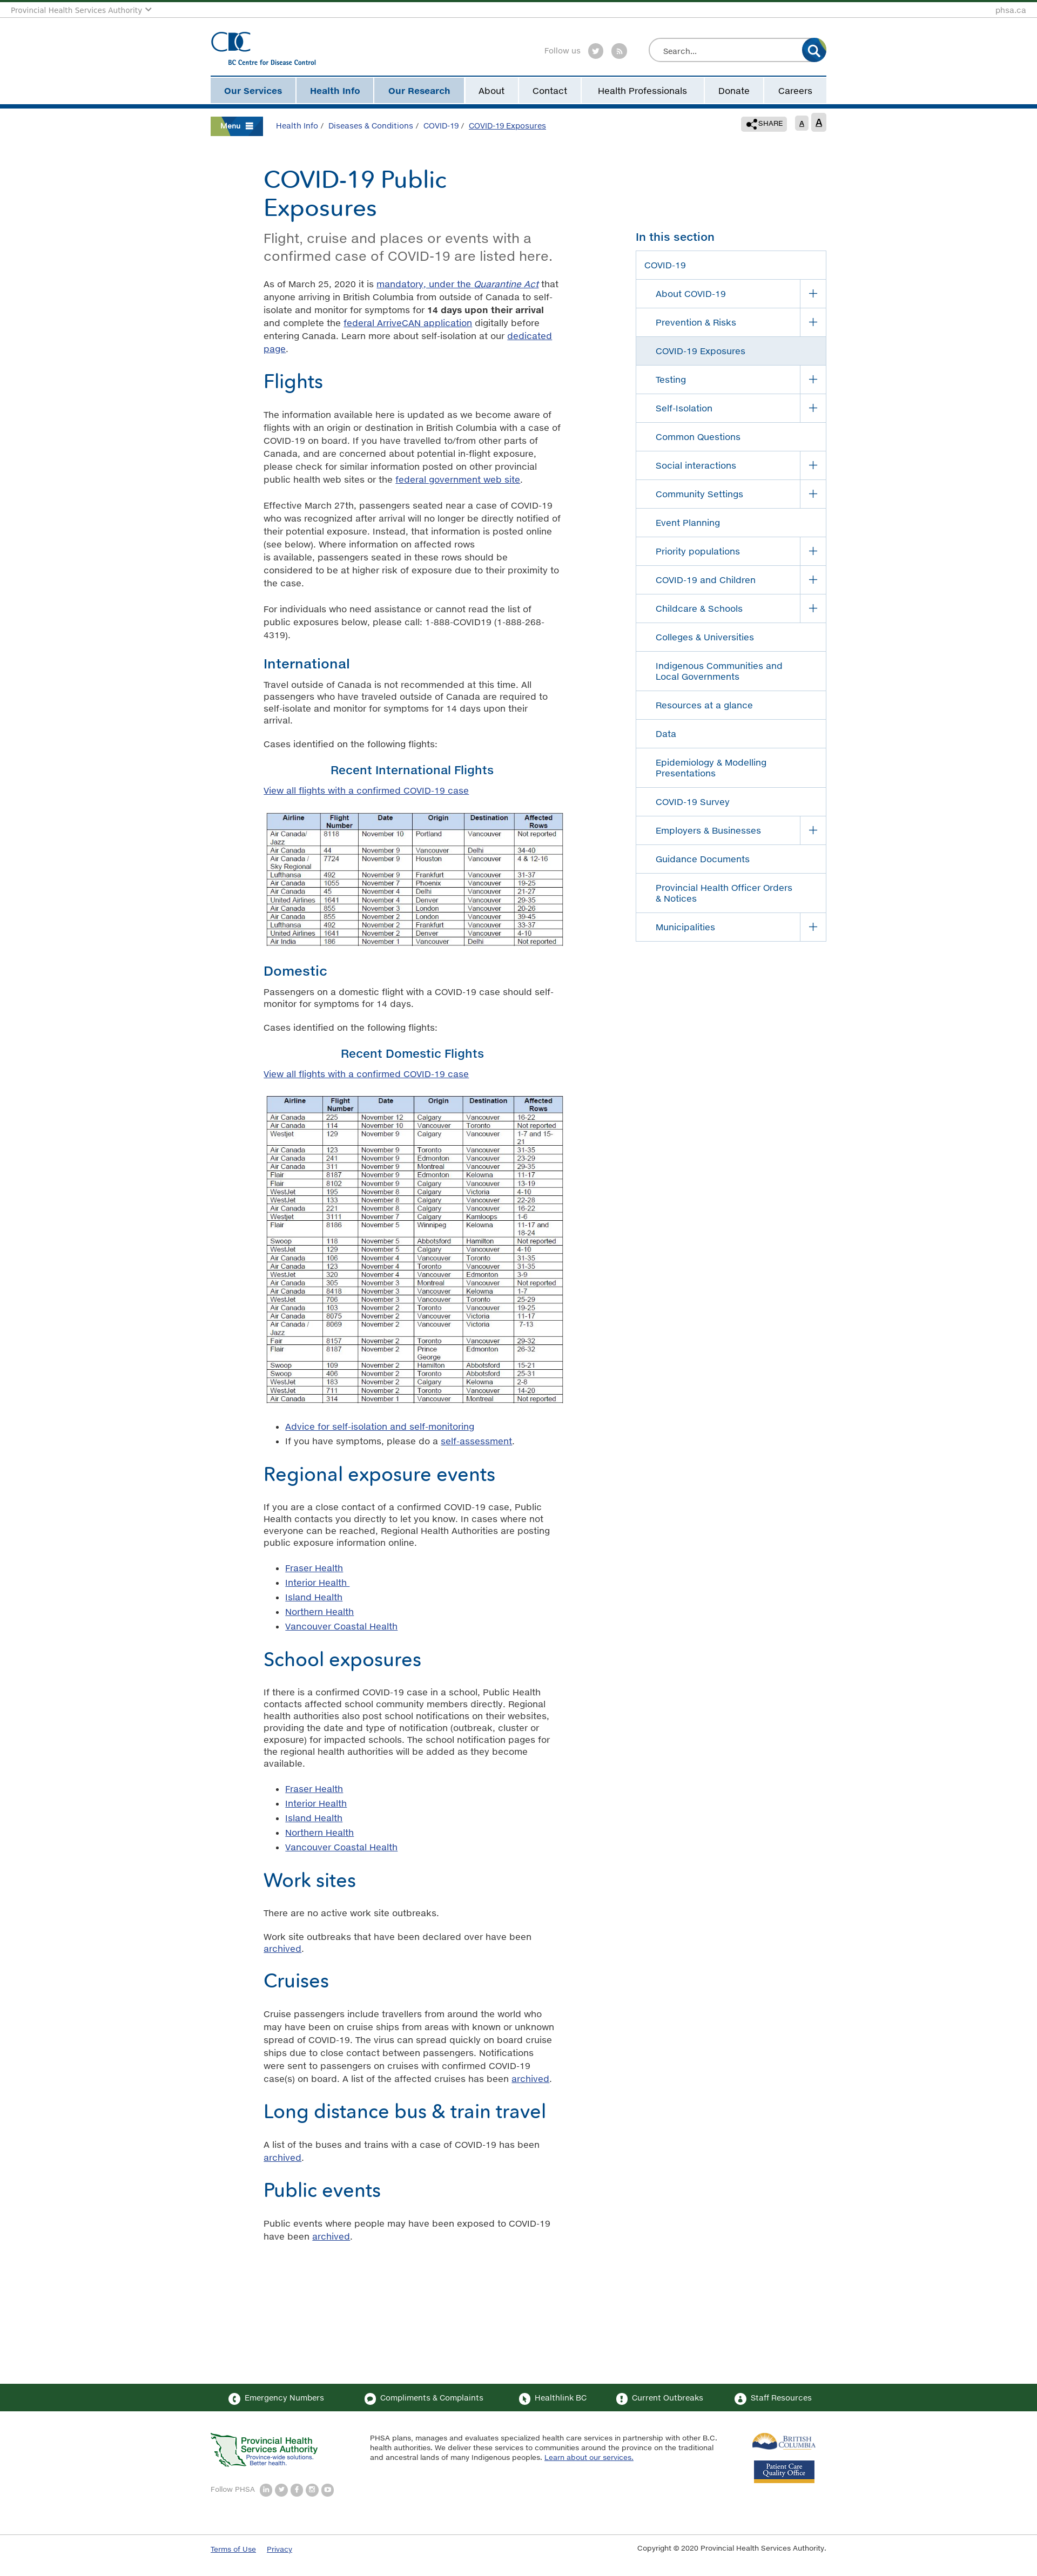 Provincial Health Services Authority
phsa.ca
BC Centre for Disease Control
Follow us
Search...
Our Services
Health Info
Our Research
About
Contact
Health Professionals
Donate
Careers
Menu
Health Info / Diseases & Conditions / COVID-19 / COVID-19 Exposures
SHARE
A
A
COVID-19 Public
Exposures
Flight, cruise and places or events with a
confirmed case of COVID-19 are listed here.
As of March 25, 2020 it is mandatory, under the Quarantine Act that
anyone arriving in British Columbia from outside of Canada to self-
isolate and monitor for symptoms for 14 days upon their arrival
and complete the federal ArriveCAN application digitally before
entering Canada. Learn more about self-isolation at our dedicated
page.
Flights
The information available here is updated as we become aware of
flights with an origin or destination in British Columbia with a case of
COVID-19 on board. If you have travelled to/from other parts of
Canada, and are concerned about potential in-flight exposure,
please check for similar information posted on other provincial
public health web sites or the federal government web site.
Effective March 27th, passengers seated near a case of COVID-19
who was recognized after arrival will no longer be directly notified of
their potential exposure. Instead, that information is posted online
(see below). Where information on affected rows
is available, passengers seated in these rows should be
considered to be at higher risk of exposure due to their proximity to
the case.
For individuals who need assistance or cannot read the list of
public exposures below, please call: 1-888-COVID19 (1-888-268-
4319).
International
Travel outside of Canada is not recommended at this time. All
passengers who have traveled outside of Canada are required to
self-isolate and monitor for symptoms for 14 days upon their
arrival.
Cases identified on the following flights:
Recent International Flights
View all flights with a confirmed COVID-19 case
Airline Flight Number Date Origin Destination Affected Rows
Air Canada/ Jazz 8118 November 10 Portland Vancouver Not reported
Air Canada 44 November 9 Vancouver Delhi 34-40
Air Canada / Sky Regional 7724 November 9 Houston Vancouver 4 & 12-16
Lufthansa 492 November 9 Frankfurt Vancouver 31-37
Air Canada 1055 November 7 Phoenix Vancouver 19-25
Air Canada 45 November 4 Delhi Vancouver 21-27
United Airlines 1641 November 4 Denver Vancouver 29-35
Air Canada 855 November 3 London Vancouver 20-26
Air Canada 855 November 2 London Vancouver 39-45
Lufthansa 492 November 2 Frankfurt Vancouver 33-37
United Airlines 1641 November 2 Denver Vancouver 4-10
Air India 186 November 1 Vancouver Delhi Not reported
Domestic
Passengers on a domestic flight with a COVID-19 case should self-
monitor for symptoms for 14 days.
Cases identified on the following flights:
Recent Domestic Flights
View all flights with a confirmed COVID-19 case
Airline Flight Number Date Origin Destination Affected Rows
Air Canada 225 November 12 Calgary Vancouver 16-22
Air Canada 114 November 10 Vancouver Toronto Not reported
Westjet 129 November 9 Calgary Vancouver 1-7 and 15-21
Air Canada 123 November 9 Toronto Vancouver 31-35
Air Canada 241 November 9 Edmonton Vancouver 23-29
Air Canada 311 November 9 Montreal Vancouver 29-35
Flair 8187 November 9 Edmonton Kelowna 11-17
Flair 8102 November 9 Calgary Vancouver 13-19
WestJet 195 November 8 Calgary Victoria 4-10
WestJet 133 November 8 Calgary Vancouver 22-28
Air Canada 221 November 8 Calgary Vancouver 16-22
Westjet 3111 November 7 Calgary Kamloops 1-6
Flair 8186 November 5 Winnipeg Kelowna 11-17 and 18-24
Swoop 118 November 5 Abbotsford Hamilton Not reported
WestJet 129 November 5 Calgary Vancouver 4-10
Air Canada 106 November 4 Vancouver Toronto 31-35
Air Canada 123 November 4 Toronto Vancouver 31-35
WestJet 320 November 4 Vancouver Edmonton 3-9
Air Canada 305 November 3 Montreal Vancouver Not reported
Air Canada 8418 November 3 Vancouver Kelowna 1-7
WestJet 706 November 3 Vancouver Toronto 25-29
Air Canada 103 November 2 Toronto Vancouver 19-25
Air Canada 8075 November 2 Vancouver Victoria 11-17
Air Canada / Jazz 8069 November 2 Vancouver Victoria 7-13
Fair 8157 November 2 Toronto Vancouver 29-32
Flair 8187 November 2 Prince George Edmonton 26-32
Swoop 109 November 2 Hamilton Abbotsford 15-21
Swoop 406 November 2 Toronto Abbotsford 25-31
WestJet 183 November 2 Calgary Kelowna 2-8
WestJet 711 November 2 Toronto Vancouver 14-20
Air Canada 314 November 1 Vancouver Montreal Not reported
Advice for self-isolation and self-monitoring
If you have symptoms, please do a self-assessment.
Regional exposure events
If you are a close contact of a confirmed COVID-19 case, Public
Health contacts you directly to let you know. In cases where not
everyone can be reached, Regional Health Authorities are posting
public exposure information online.
Fraser Health
Interior Health
Island Health
Northern Health
Vancouver Coastal Health
School exposures
If there is a confirmed COVID-19 case in a school, Public Health
contacts affected school community members directly. Regional
health authorities also post school notifications on their websites,
providing the date and type of notification (outbreak, cluster or
exposure) for impacted schools. The school notification pages for
the regional health authorities will be added as they become
available.
Fraser Health
Interior Health
Island Health
Northern Health
Vancouver Coastal Health
Work sites
There are no active work site outbreaks.
Work site outbreaks that have been declared over have been
archived.
Cruises
Cruise passengers include travellers from around the world who
may have been on cruise ships from areas with known or unknown
spread of COVID-19. The virus can spread quickly on board cruise
ships due to close contact between passengers. Notifications
were sent to passengers on cruises with confirmed COVID-19
case(s) on board. A list of the affected cruises has been archived.
Long distance bus & train travel
A list of the buses and trains with a case of COVID-19 has been
archived.
Public events
Public events where people may have been exposed to COVID-19
have been archived.
In this section
COVID-19
About COVID-19
Prevention & Risks
COVID-19 Exposures
Testing
Self-Isolation
Common Questions
Social interactions
Community Settings
Event Planning
Priority populations
COVID-19 and Children
Childcare & Schools
Colleges & Universities
Indigenous Communities and
Local Governments
Resources at a glance
Data
Epidemiology & Modelling
Presentations
COVID-19 Survey
Employers & Businesses
Guidance Documents
Provincial Health Officer Orders
& Notices
Municipalities
Emergency Numbers
Compliments & Complaints
Healthlink BC
Current Outbreaks
Staff Resources
Provincial Health
Services Authority
Province-wide solutions.
Better health.
PHSA plans, manages and evaluates specialized health care services in partnership with other B.C.
health authorities. We deliver these services to communities around the province on the traditional
and ancestral lands of many Indigenous peoples. Learn about our services.
BRITISH
COLUMBIA
Patient Care
Quality Office
Follow PHSA
Terms of Use
Privacy
Copyright © 2020 Provincial Health Services Authority.